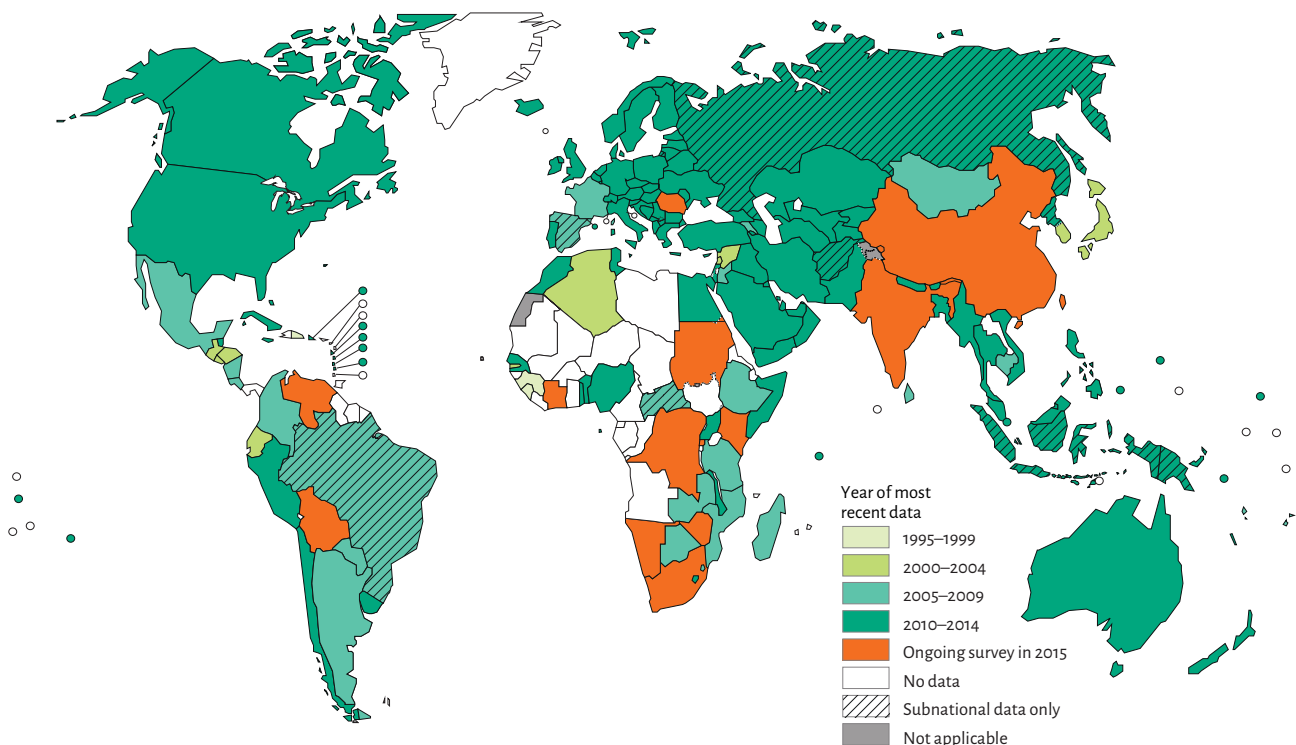 Year of most
recent data
1995–1999
2000–2004
2005–2009
2010–2014
Ongoing survey in 2015
No data
Subnational data only
Not applicable